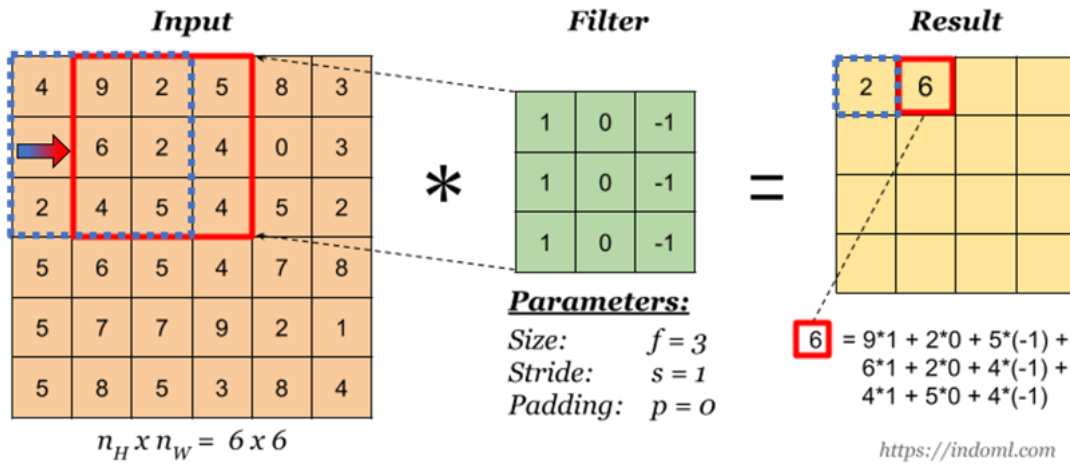 Input
Filter
Result
4 9 2 5 8 3
6 2 4 0 3
2 4 5 4 5 2
5 6 5 4 7 8
5 7 7 9 2 1
5 8 5 3 8 4
n_H x n_W = 6 x 6
*
1 0 -1
1 0 -1
1 0 -1
Parameters:
Size: f = 3
Stride: s = 1
Padding: p = 0
=
2 6
6 = 9*1 + 2*0 + 5*(-1) +
6*1 + 2*0 + 4*(-1) +
4*1 + 5*0 + 4*(-1)
https://indoml.com